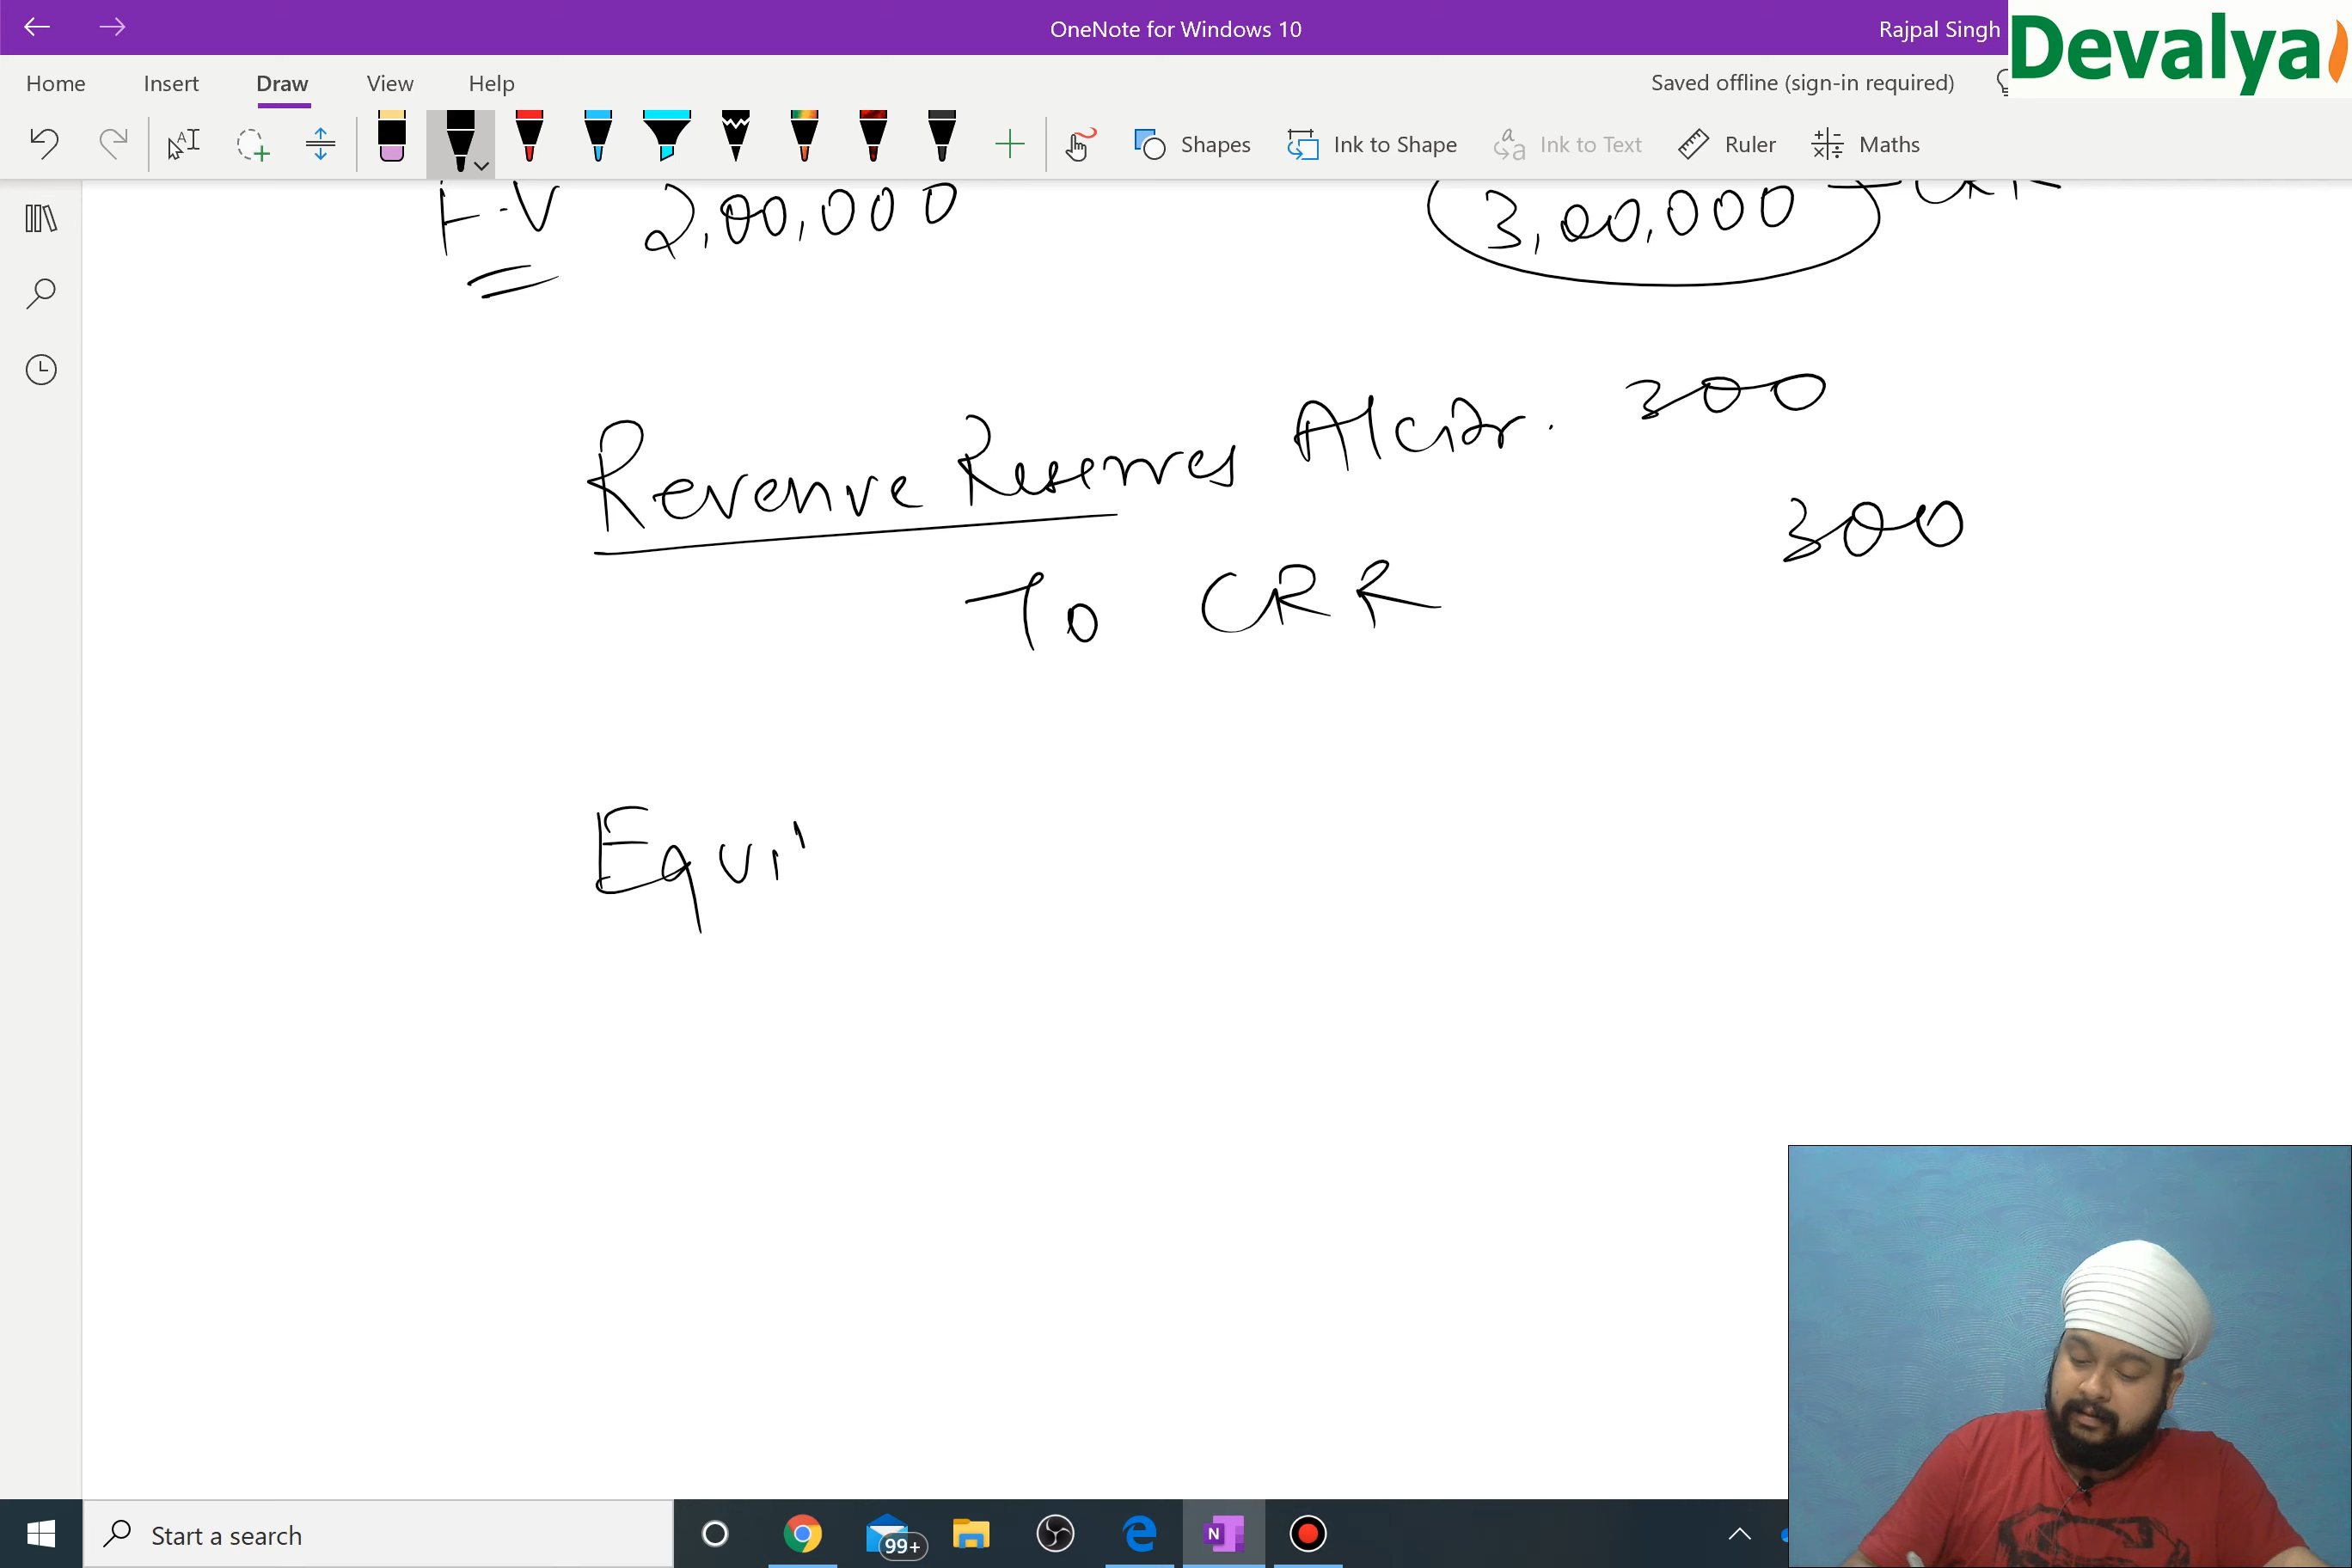 OneNote for Windows 10
Rajpal Singh
Devalya
Home Insert Draw View Help
Saved offline (sign-in required)
Shapes Ink to Shape Ink to Text Ruler Maths
F.V 2,00,000
3,00,000
Revenue Reserves A/c Dr. 300
To CRR 300
Equi
Start a search
99+